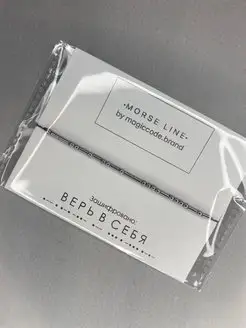 ·MORSE LINE·
by magiccode.brand
Зашифровано:
ВЕРЬ В СЕБЯ